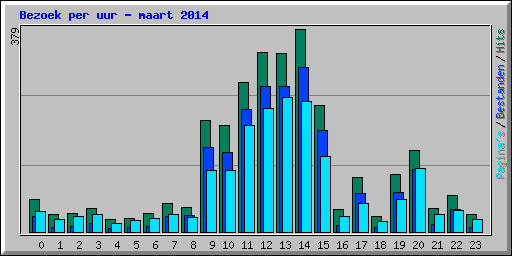 Bezoek per uur - maart 2014
379
Pagina's / Bestanden / Hits
0 1 2 3 4 5 6 7 8 9 10 11 12 13 14 15 16 17 18 19 20 21 22 23